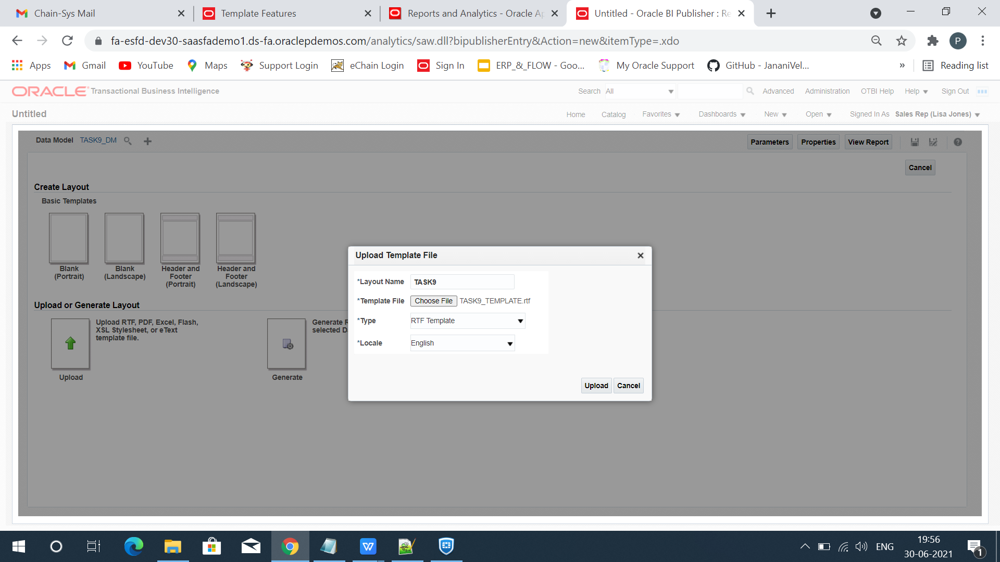 Chain-Sys Mail
Template Features
Reports and Analytics - Oracle Ap
Untitled - Oracle BI Publisher : Re
fa-esfd-dev30-saasfademo1.ds-fa.oraclepdemos.com/analytics/saw.dll?bipublisherEntry&Action=new&itemType=.xdo
P
Apps
Gmail
YouTube
Maps
Support Login
eChain Login
Sign In
ERP_&_FLOW - Goo...
My Oracle Support
GitHub - JananiVel...
»
Reading list
ORACLE Transactional Business Intelligence
Search All
Advanced
Administration
OTBI Help
Help
Sign Out
Untitled
Home
Catalog
Favorites
Dashboards
New
Open
Signed In As Sales Rep (Lisa Jones)
Data Model TASK9_DM
Parameters
Properties
View Report
Cancel
Create Layout
Basic Templates
Blank
(Portrait)
Blank
(Landscape)
Header and
Footer
(Portrait)
Header and
Footer
(Landscape)
Upload or Generate Layout
Upload RTF, PDF, Excel, Flash,
XSL Stylesheet, or eText
template file.
Upload
Generate R
selected D
Generate
Upload Template File
*Layout Name TASK9
*Template File Choose File TASK9_TEMPLATE.rtf
*Type RTF Template
*Locale English
Upload
Cancel
W
ENG
19:56
30-06-2021
1